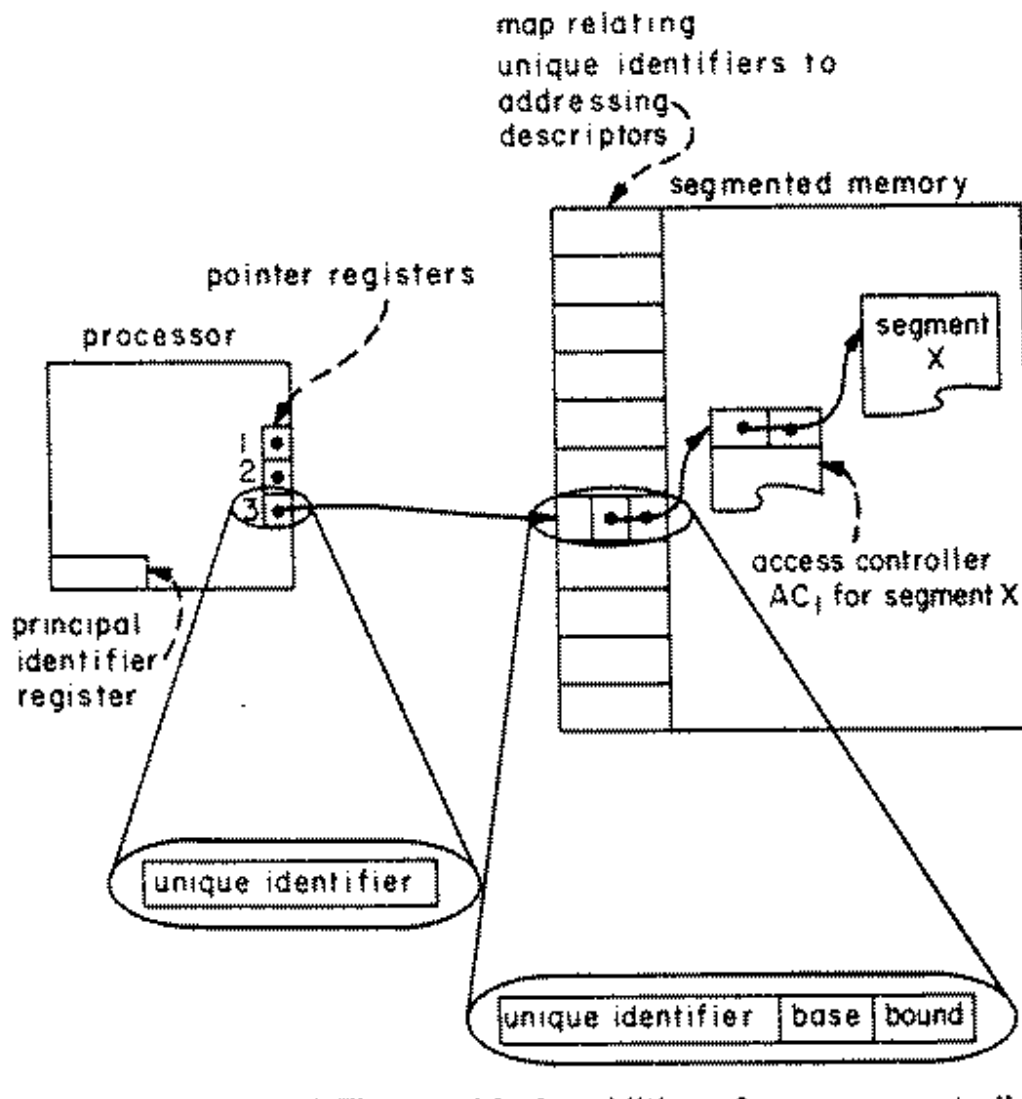 map relating
unique identifiers to
addressing
descriptors
segmented memory
pointer registers
processor
segment
X
1
2
3
access controller
AC₁ for segment X
principal
identifier
register
unique identifier
unique identifier base bound